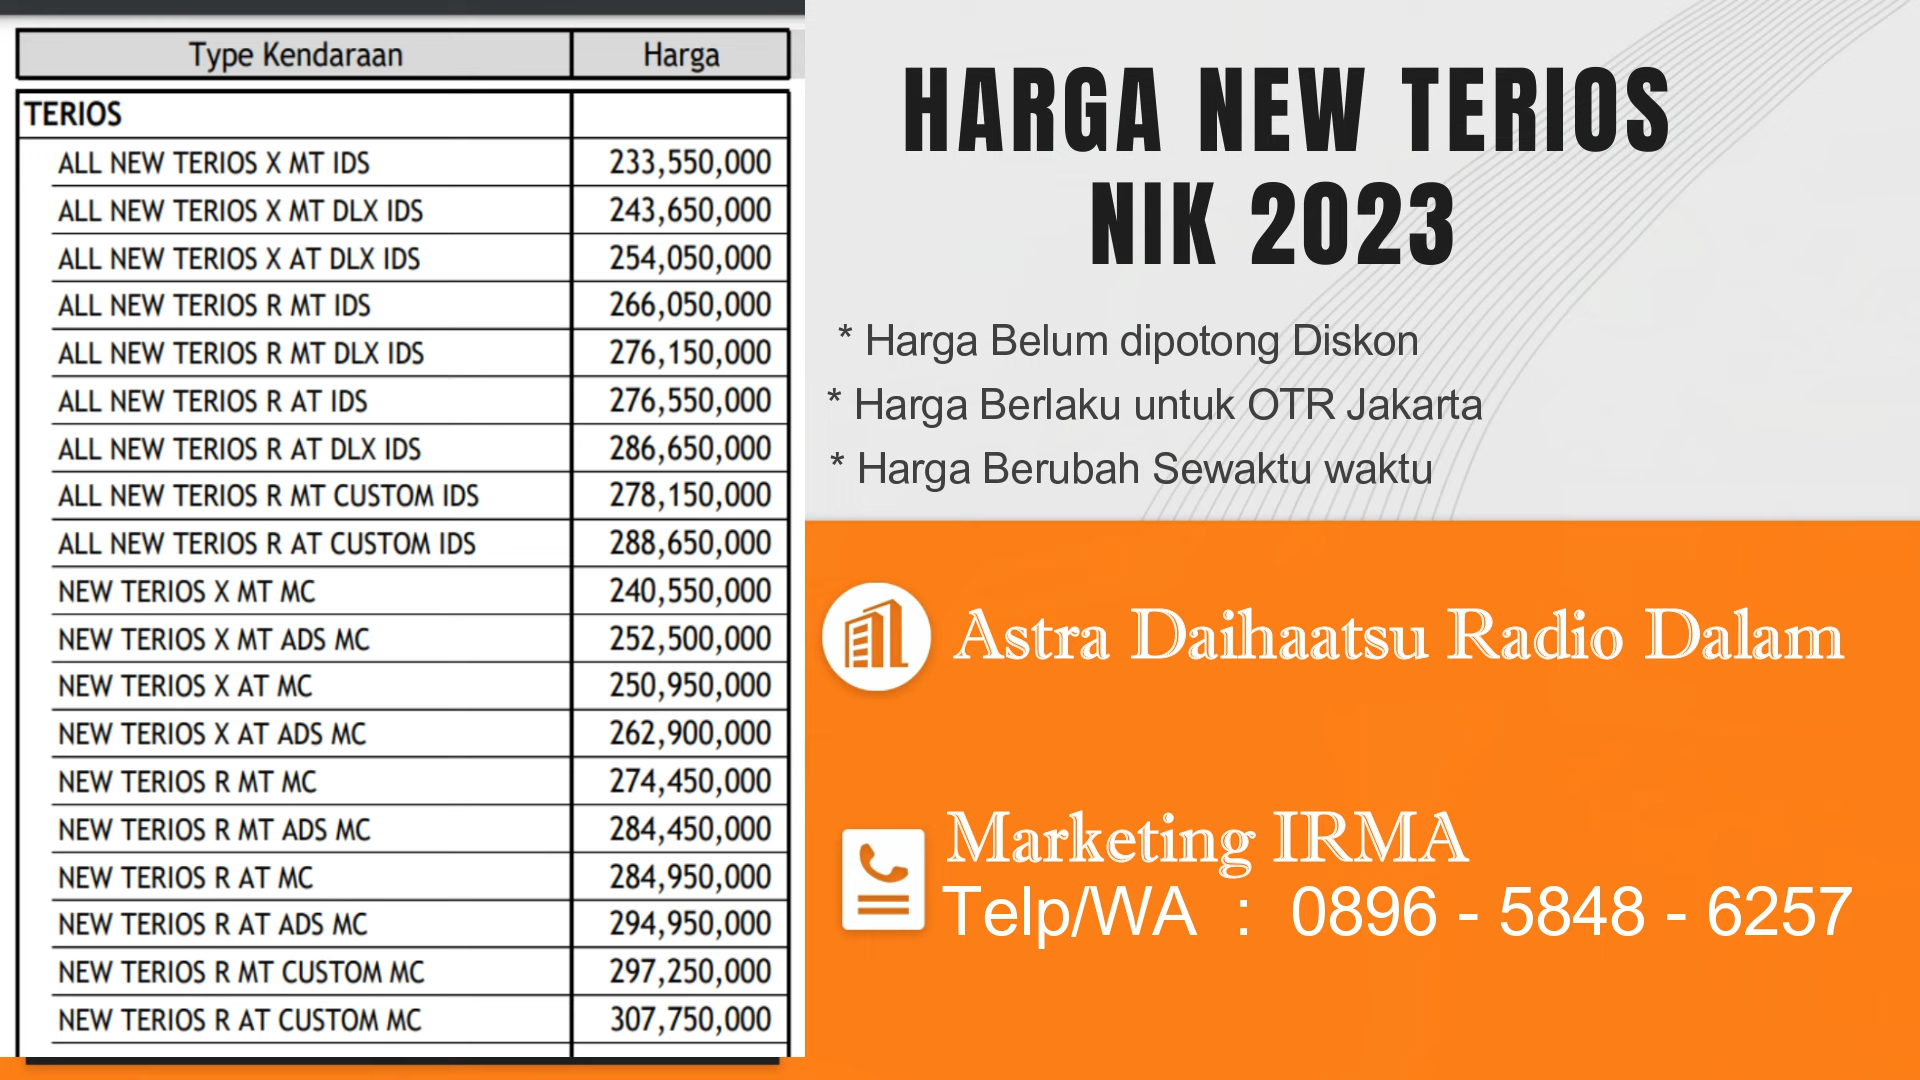 Type Kendaraan Harga
TERIOS
ALL NEW TERIOS X MT IDS 233,550,000
ALL NEW TERIOS X MT DLX IDS 243,650,000
ALL NEW TERIOS X AT DLX IDS 254,050,000
ALL NEW TERIOS R MT IDS 266,050,000
ALL NEW TERIOS R MT DLX IDS 276,150,000
ALL NEW TERIOS R AT IDS 276,550,000
ALL NEW TERIOS R AT DLX IDS 286,650,000
ALL NEW TERIOS R MT CUSTOM IDS 278,150,000
ALL NEW TERIOS R AT CUSTOM IDS 288,650,000
NEW TERIOS X MT MC 240,550,000
NEW TERIOS X MT ADS MC 252,500,000
NEW TERIOS X AT MC 250,950,000
NEW TERIOS X AT ADS MC 262,900,000
NEW TERIOS R MT MC 274,450,000
NEW TERIOS R MT ADS MC 284,450,000
NEW TERIOS R AT MC 284,950,000
NEW TERIOS R AT ADS MC 294,950,000
NEW TERIOS R MT CUSTOM MC 297,250,000
NEW TERIOS R AT CUSTOM MC 307,750,000
HARGA NEW TERIOS
NIK 2023
* Harga Belum dipotong Diskon
* Harga Berlaku untuk OTR Jakarta
* Harga Berubah Sewaktu waktu
Astra Daihaatsu Radio Dalam
Marketing IRMA
Telp/WA : 0896 - 5848 - 6257